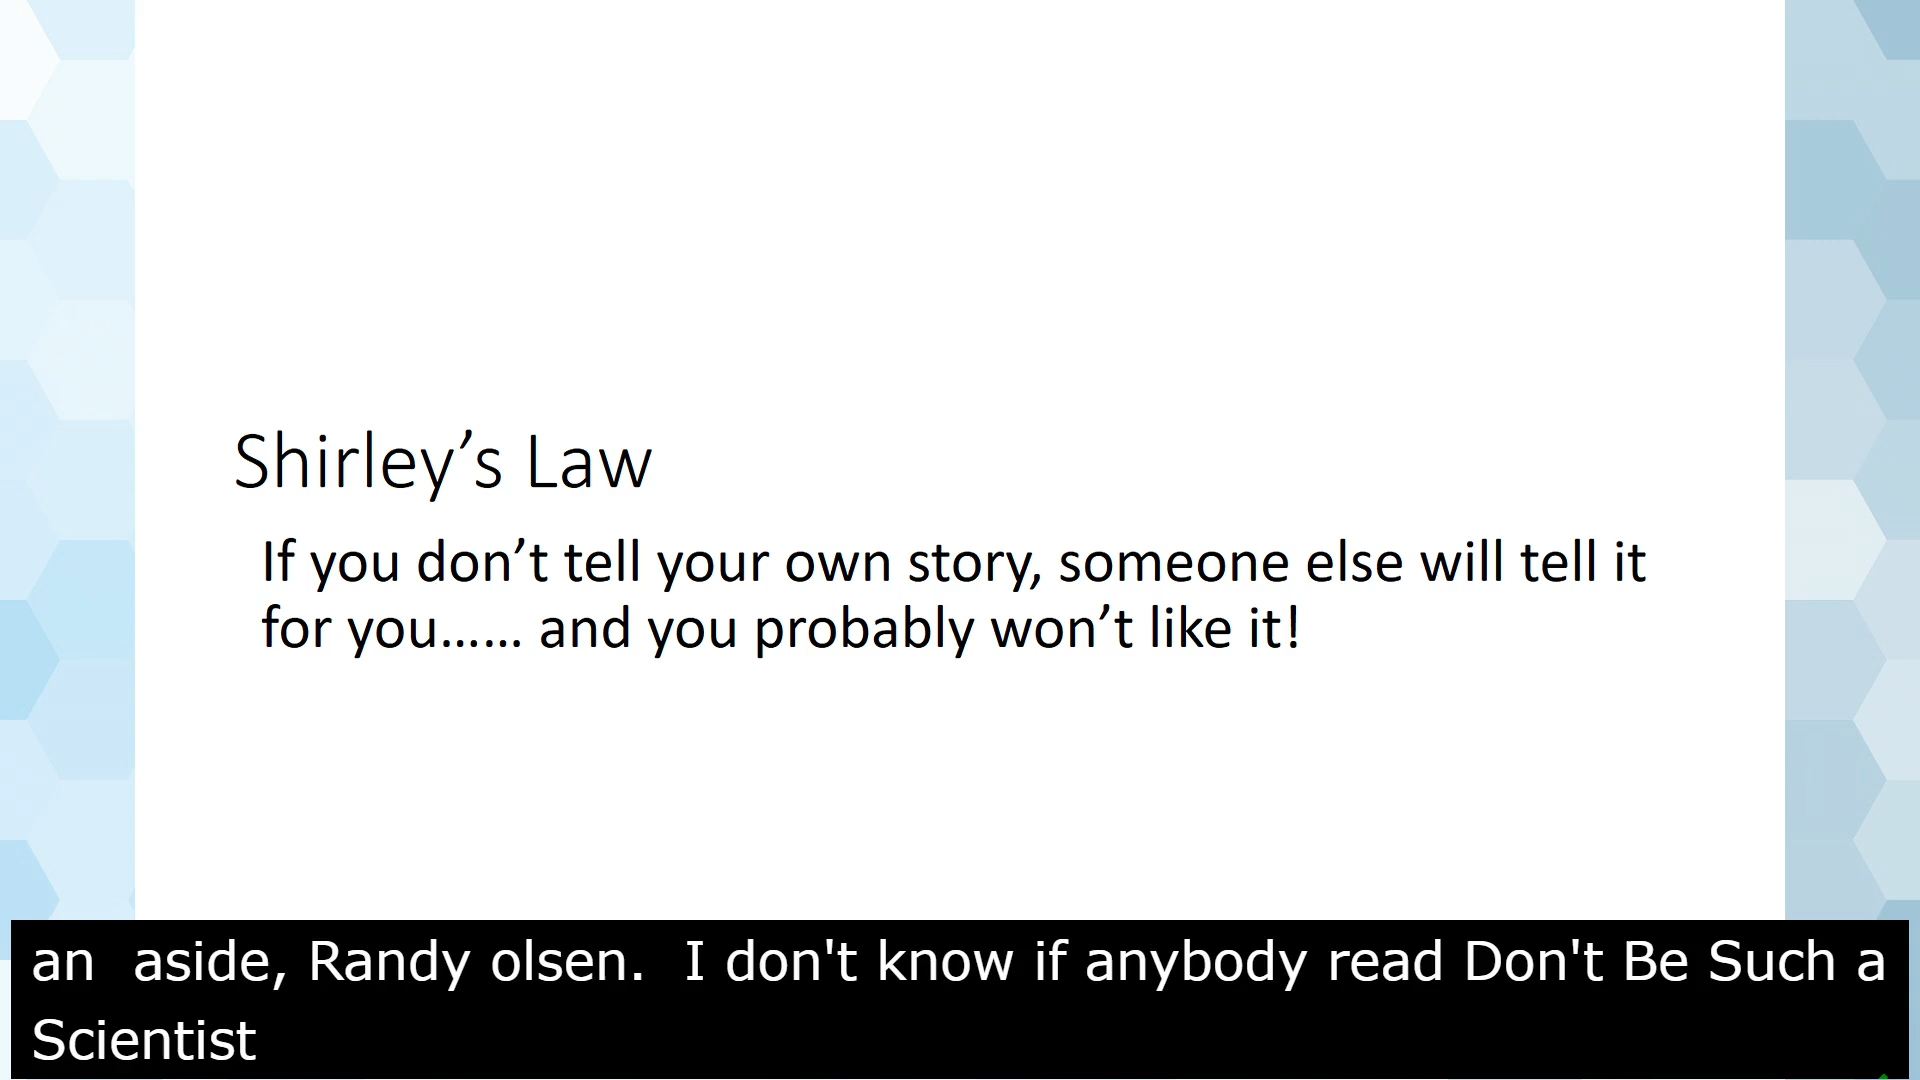 Shirley’s Law
If you don’t tell your own story, someone else will tell it
for you…… and you probably won’t like it!
an  aside, Randy olsen.  I don't know if anybody read Don't Be Such a
Scientist